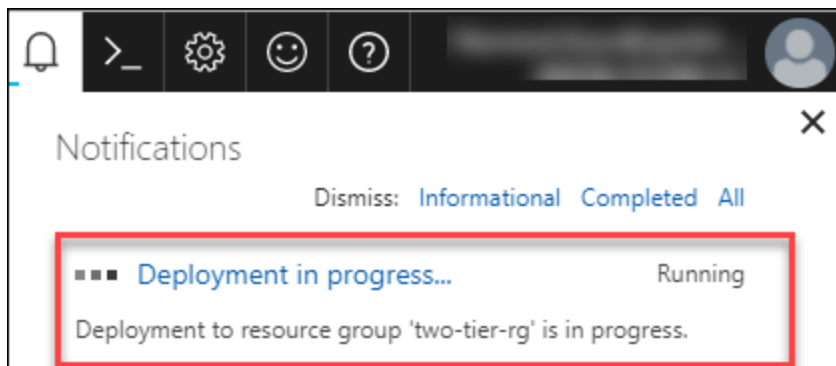 Notifications
Dismiss: Informational Completed All
Deployment in progress... Running
Deployment to resource group 'two-tier-rg' is in progress.